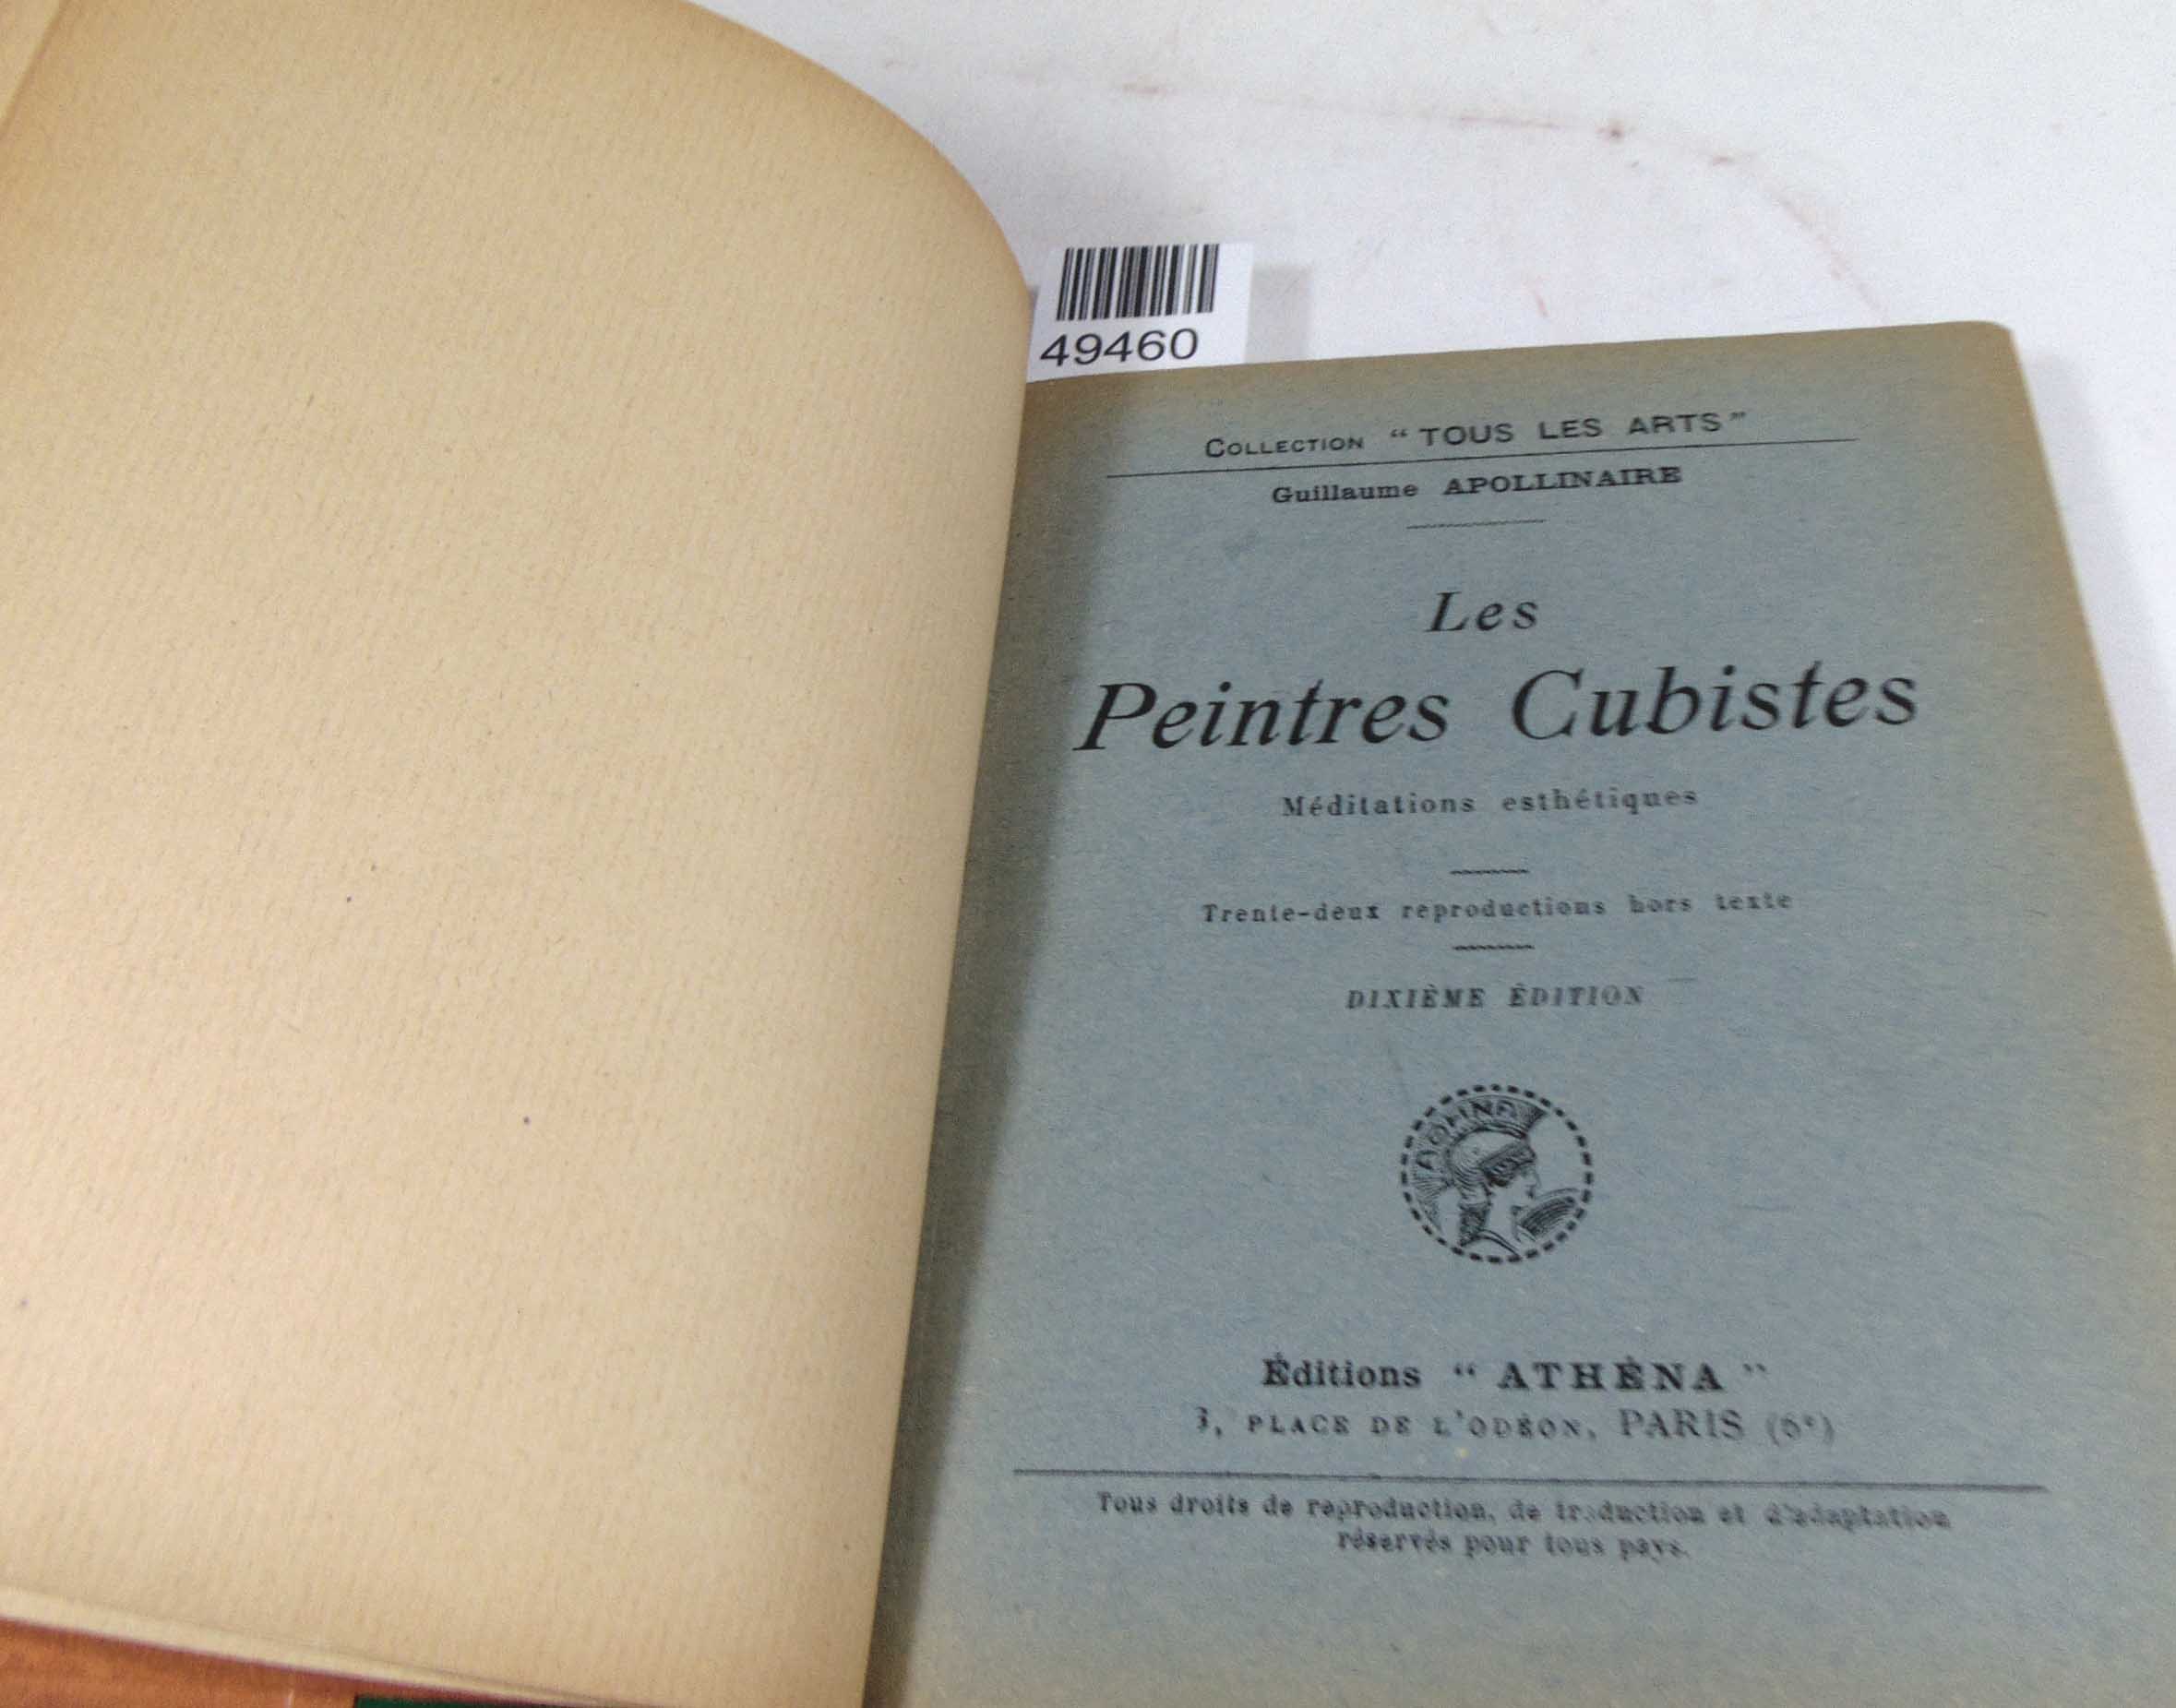 49460
COLLECTION “ TOUS LES ARTS ”
Guillaume APOLLINAIRE
Les
Peintres Cubistes
Méditations esthétiques
Trente-deux reproductions hors texte
DIXIÈME ÉDITION
Éditions “ ATHÉNA ”
3, PLACE DE L'ODÉON, PARIS (6e)
Tous droits de reproduction, de traduction et d'adaptation
réservés pour tous pays.